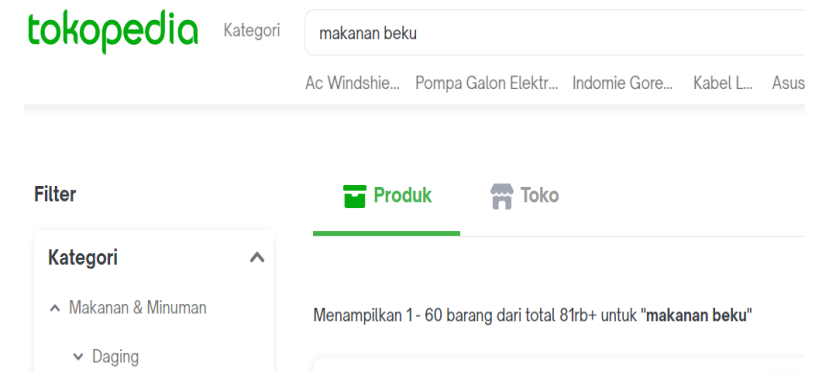 tokopedia Kategori makanan beku
Ac Windshie... Pompa Galon Elektr... Indomie Gore... Kabel L... Asus
Filter
Produk Toko
Kategori
Makanan & Minuman
Menampilkan 1 - 60 barang dari total 81rb+ untuk "makanan beku"
Daging